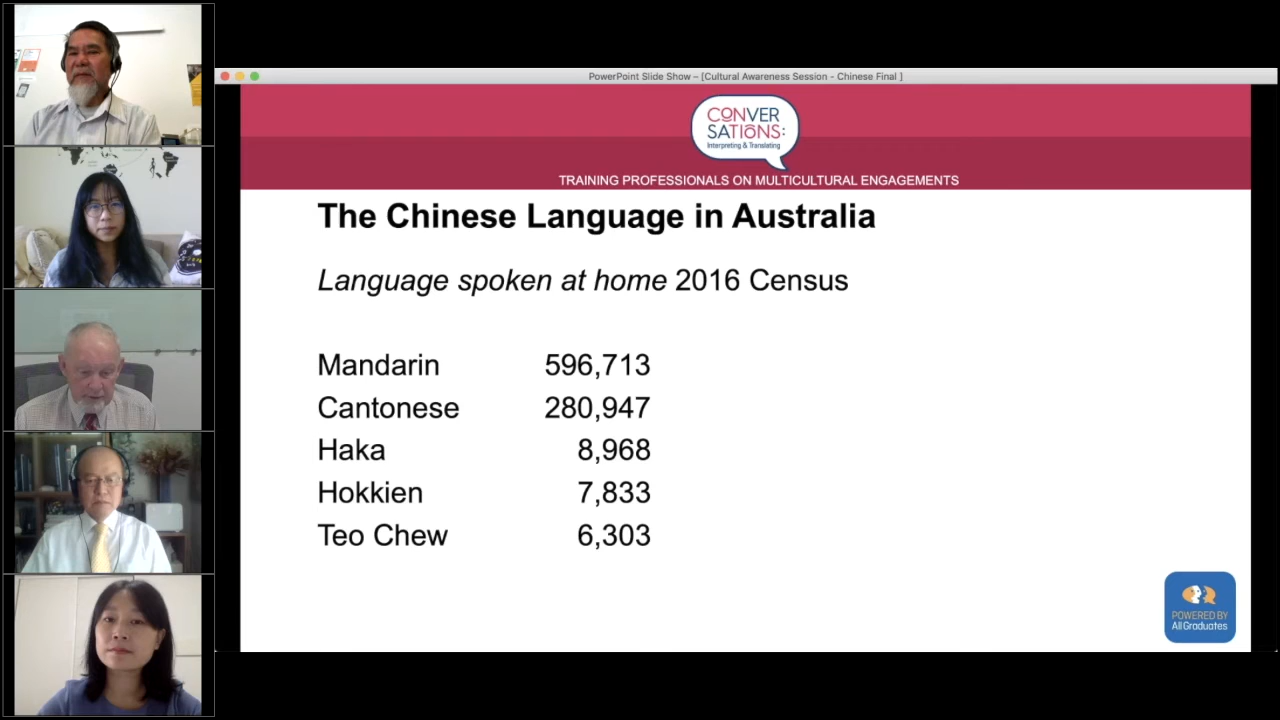 PowerPoint Slide Show – [Cultural Awareness Session - Chinese Final ]
CONVER
SATIONS:
Interpreting & Translating
TRAINING PROFESSIONALS ON MULTICULTURAL ENGAGEMENTS
The Chinese Language in Australia
Language spoken at home 2016 Census
Mandarin 596,713
Cantonese 280,947
Haka 8,968
Hokkien 7,833
Teo Chew 6,303
POWERED BY
All Graduates